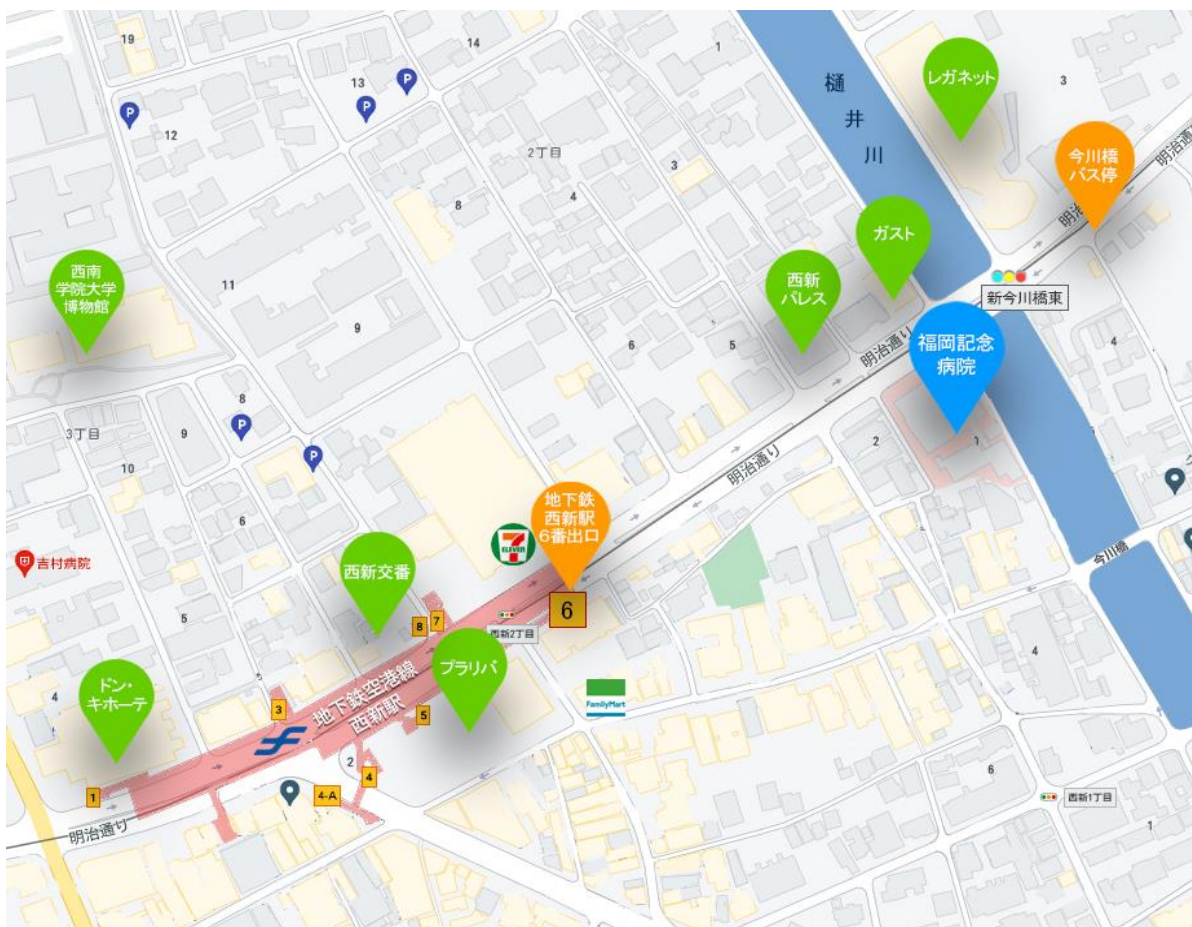 19
14
1
3
13
12
樋
井
川
レガネット
明治通り
今川橋
バス停
2丁目
3
4
8
ガスト
西南
学院大学
博物館
11
9
西新
パレス
新今川橋東
6
5
明治通り
福岡記念
病院
4
8
3丁目
9
10
2
明治通り
6
地下鉄
西新駅
6番出口
7
ELEVEN
吉村病院
西新交番
今川橋
5
8
7
西新2丁目
6
プラリバ
4
ドン・
キホーテ
3
地下鉄空港線
西新駅
5
FamilyMart
4
2
4
1
4-A
6
西新1丁目
明治通り
1